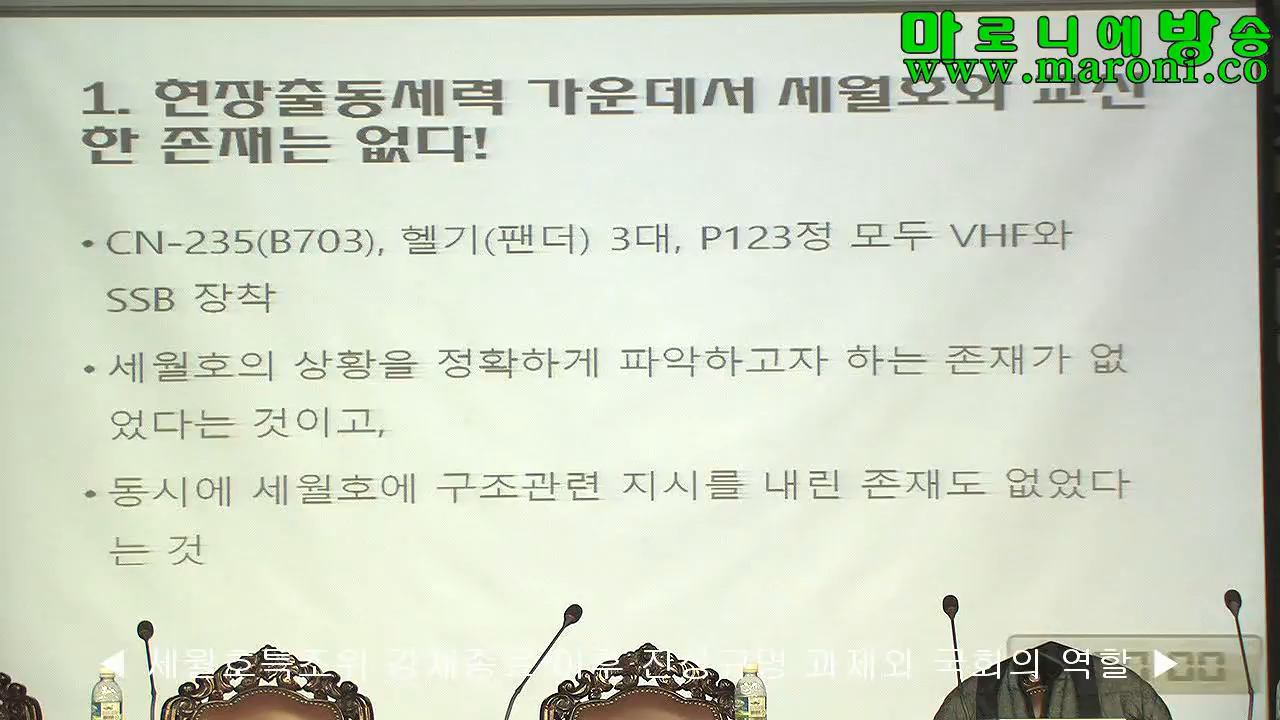 마로니에방송
www.maroni.co
1. 현장출동세력 가운데서 세월호와 교신
한 존재는 없다!
• CN-235(B703), 헬기(팬더) 3대, P123정 모두 VHF와
SSB 장착
• 세월호의 상황을 정확하게 파악하고자 하는 존재가 없
었다는 것이고,
• 동시에 세월호에 구조관련 지시를 내린 존재도 없었다
는 것
◀ 세월호특조위 강제종료 이후 진상규명 과제와 국회의 역할 ▶
00